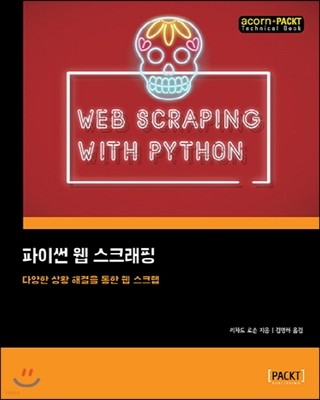 acorn-PACKT
Technical Book
WEB SCRAPING
WITH PYTHON
파이썬 웹 스크래핑
다양한 상황 해결을 통한 웹 스크랩
리처드 로손 지음 | 김영하 옮김
[PACKT]
PUBLISHING